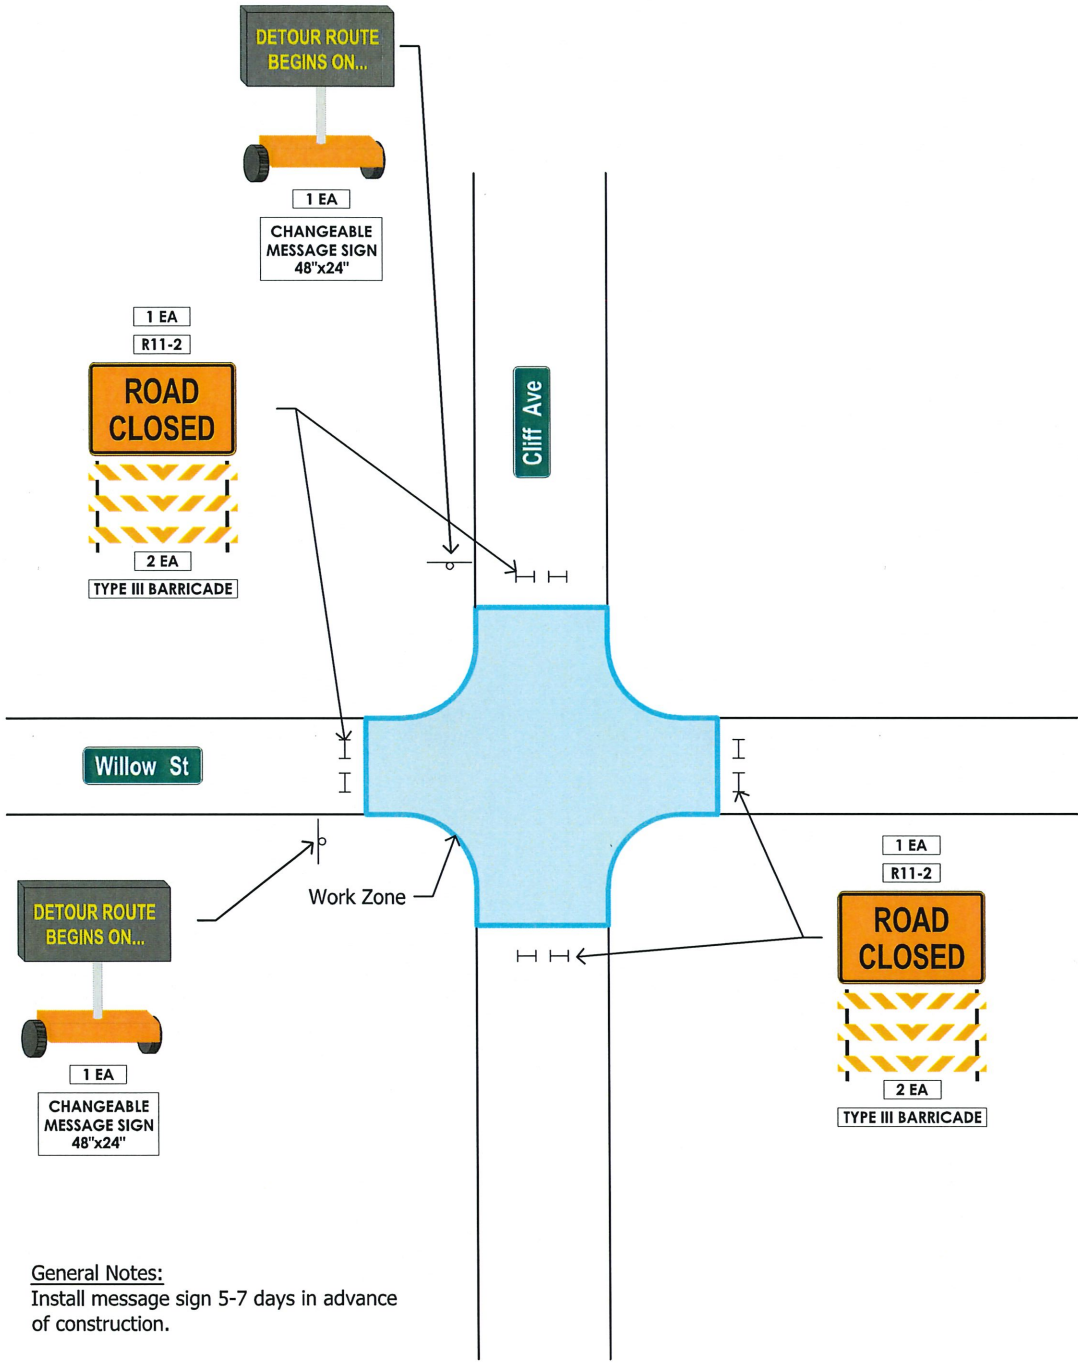 DETOUR ROUTE
BEGINS ON...
1 EA
CHANGEABLE
MESSAGE SIGN
48"x24"
1 EA
R11-2
ROAD
CLOSED
2 EA
TYPE III BARRICADE
Cliff Ave
Willow St
Work Zone
DETOUR ROUTE
BEGINS ON...
1 EA
CHANGEABLE
MESSAGE SIGN
48"x24"
1 EA
R11-2
ROAD
CLOSED
2 EA
TYPE III BARRICADE
General Notes:
Install message sign 5-7 days in advance
of construction.